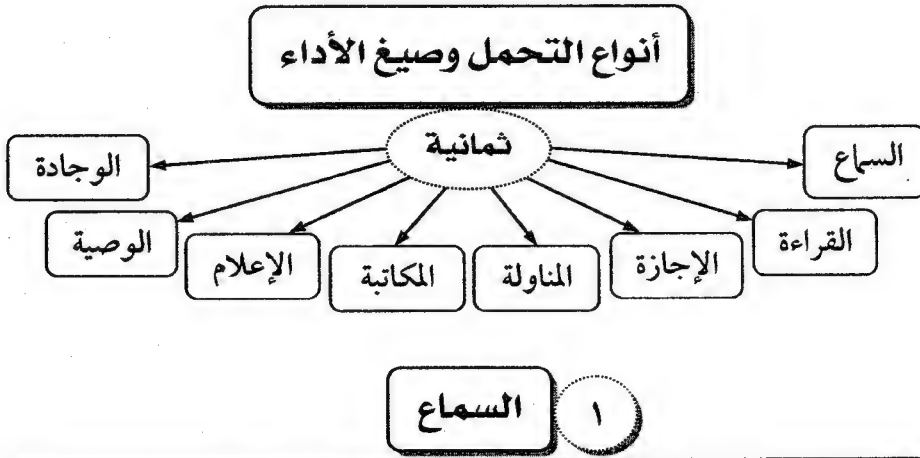 أنواع التحمل وصيغ الأداء
ثمانية
السماع
القراءة
الإجازة
المناولة
المكاتبة
الإعلام
الوصية
الوجادة
١ السماع